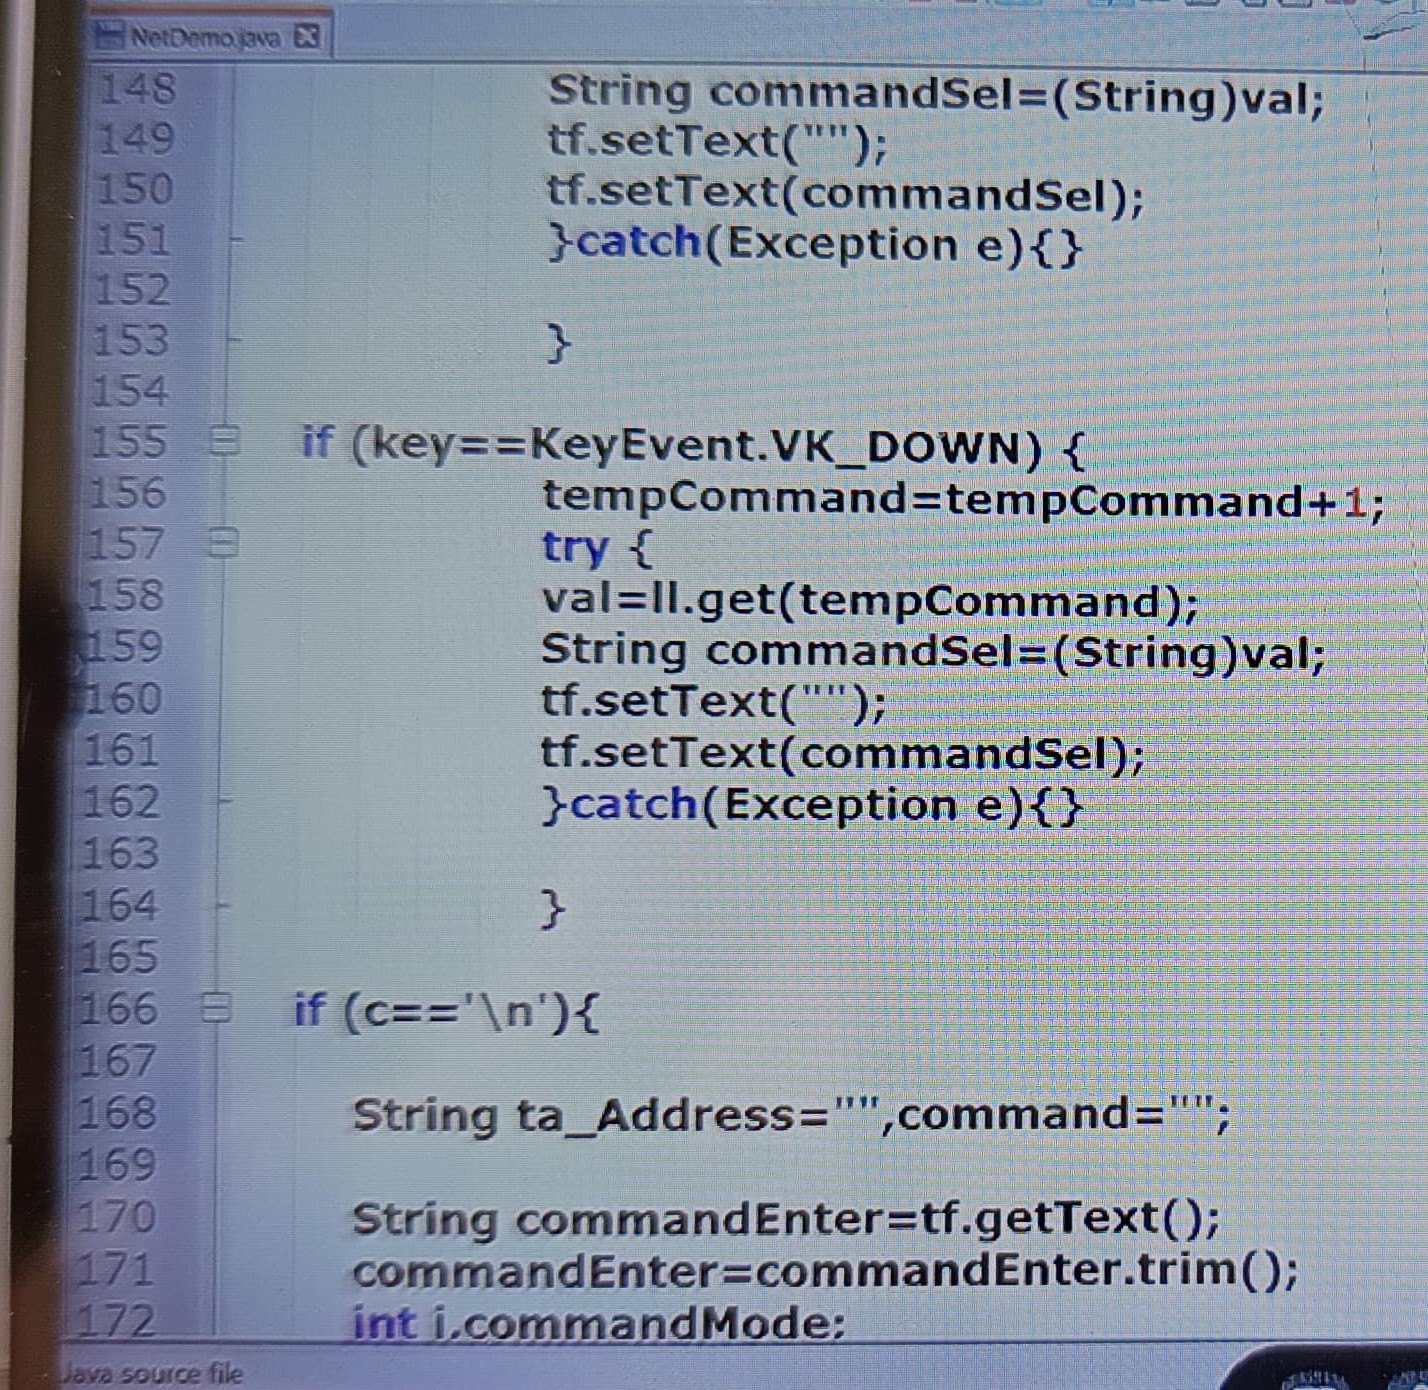 NetDemo.java
148 String commandSel=(String)val;
149 tf.setText("");
150 tf.setText(commandSel);
151 }catch(Exception e){}
152
153 }
154
155 if (key==KeyEvent.VK_DOWN) {
156 tempCommand=tempCommand+1;
157 try {
158 val=ll.get(tempCommand);
159 String commandSel=(String)val;
160 tf.setText("");
161 tf.setText(commandSel);
162 }catch(Exception e){}
163
164 }
165
166 if (c=='\n'){
167
168 String ta_Address="",command="";
169
170 String commandEnter=tf.getText();
171 commandEnter=commandEnter.trim();
172 int i,commandMode;
Java source file